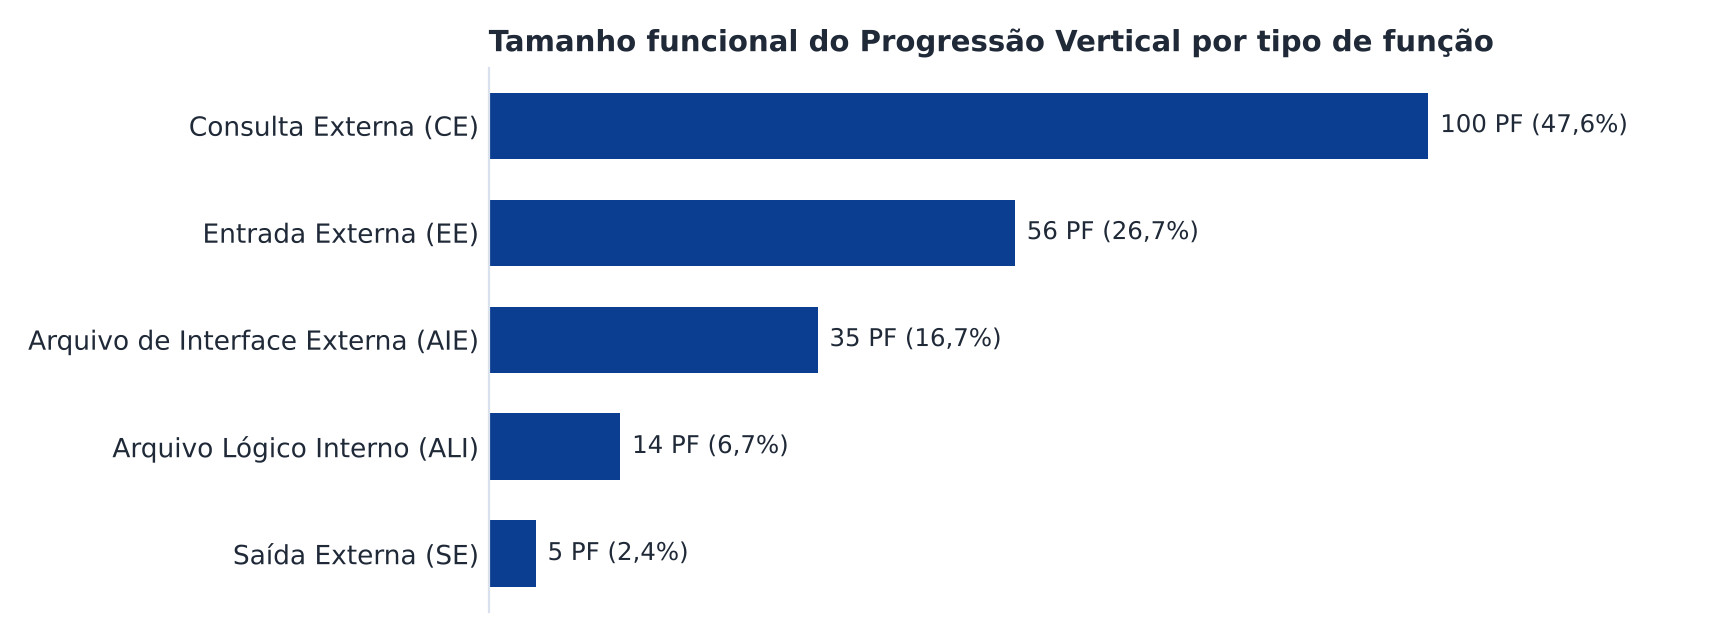 Tamanho funcional do Progressão Vertical por tipo de função
Consulta Externa (CE) 100 PF (47,6%)
Entrada Externa (EE) 56 PF (26,7%)
Arquivo de Interface Externa (AIE) 35 PF (16,7%)
Arquivo Lógico Interno (ALI) 14 PF (6,7%)
Saída Externa (SE) 5 PF (2,4%)